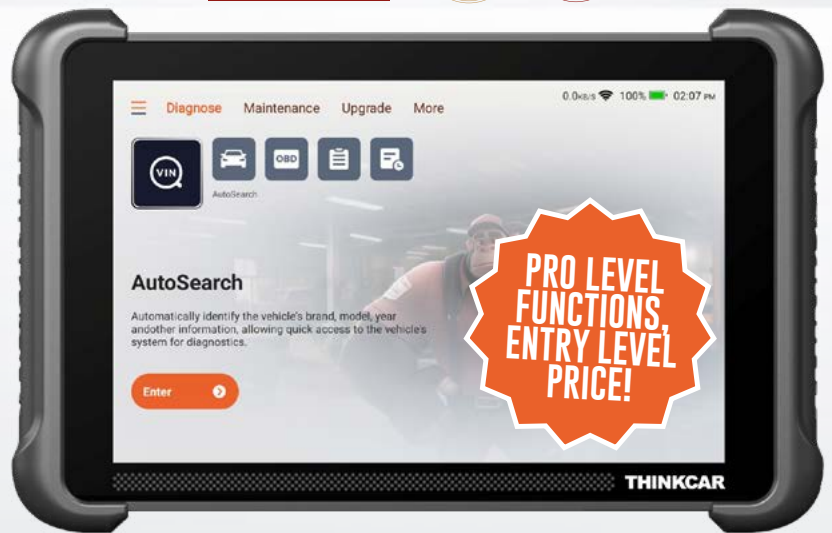 Diagnose Maintenance Upgrade More
0.0KB/S 100% 02:07 PM
VIN
OBD
AutoSearch
AutoSearch
Automatically identify the vehicle's brand, model, year
andother information, allowing quick access to the vehicle's
system for diagnostics.
Enter
PRO LEVEL
FUNCTIONS,
ENTRY LEVEL
PRICE!
THINKCAR